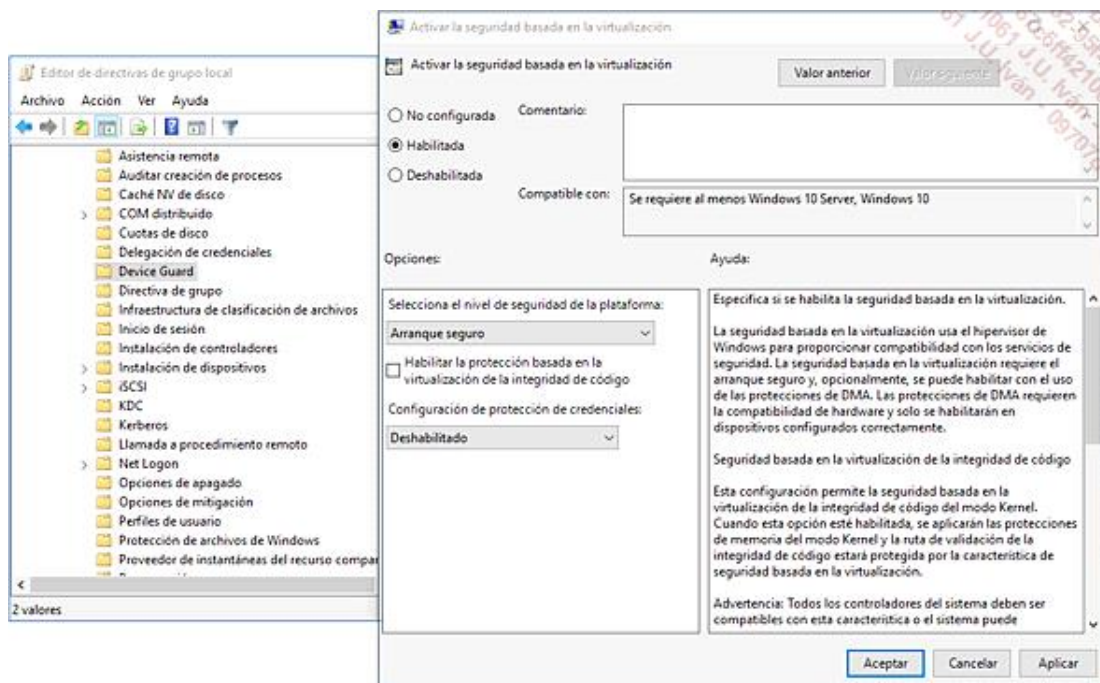 Editor de directivas de grupo local
Archivo Acción Ver Ayuda
Asistencia remota
Auditar creación de procesos
Caché NV de disco
COM distribuido
Cuotas de disco
Delegación de credenciales
Device Guard
Directiva de grupo
Infraestructura de clasificación de archivos
Inicio de sesión
Instalación de controladores
Instalación de dispositivos
iSCSI
KDC
Kerberos
Llamada a procedimiento remoto
Net Logon
Opciones de apagado
Opciones de mitigación
Perfiles de usuario
Protección de archivos de Windows
Proveedor de instantáneas del recurso compar
2 valores
Activar la seguridad basada en la virtualización
Activar la seguridad basada en la virtualización
Valor anterior
Valor siguiente
No configurada
Habilitada
Deshabilitada
Comentario:
Compatible con:
Se requiere al menos Windows 10 Server, Windows 10
Opciones:
Ayuda:
Selecciona el nivel de seguridad de la plataforma:
Arranque seguro
Habilitar la protección basada en la
virtualización de la integridad de código
Configuración de protección de credenciales:
Deshabilitado
Especifica si se habilita la seguridad basada en la virtualización.
La seguridad basada en la virtualización usa el hipervisor de
Windows para proporcionar compatibilidad con los servicios de
seguridad. La seguridad basada en la virtualización requiere el
arranque seguro y, opcionalmente, se puede habilitar con el uso
de las protecciones de DMA. Las protecciones de DMA requieren
la compatibilidad de hardware y solo se habilitarán en
dispositivos configurados correctamente.
Seguridad basada en la virtualización de la integridad de código
Esta configuración permite la seguridad basada en la
virtualización de la integridad de código del modo Kernel.
Cuando esta opción esté habilitada, se aplicarán las protecciones
de memoria del modo Kernel y la ruta de validación de la
integridad de código estará protegida por la característica de
seguridad basada en la virtualización.
Advertencia: Todos los controladores del sistema deben ser
compatibles con esta característica o el sistema puede
Aceptar
Cancelar
Aplicar
J.U. Iván